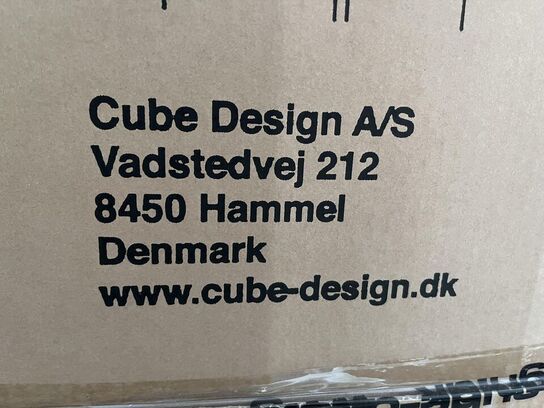 Cube Design A/S
Vadstedvej 212
8450 Hammel
Denmark
www.cube-design.dk